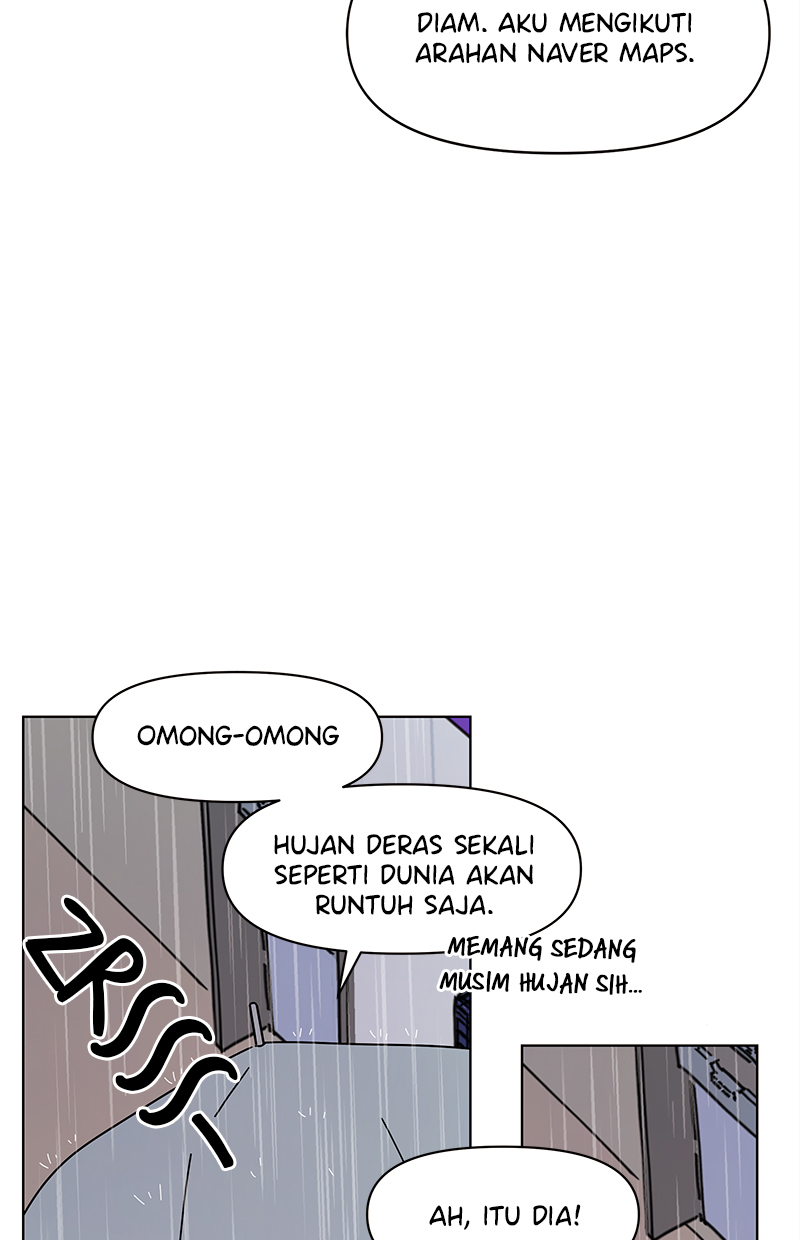 DIAM. AKU MENGIKUTI
ARAHAN NAVER MAPS.
OMONG-OMONG
HUJAN DERAS SEKALI
SEPERTI DUNIA AKAN
RUNTUH SAJA.
MEMANG SEDANG
MUSIM HUJAN SIH...
ZRSSS-
AH, ITU DIA!